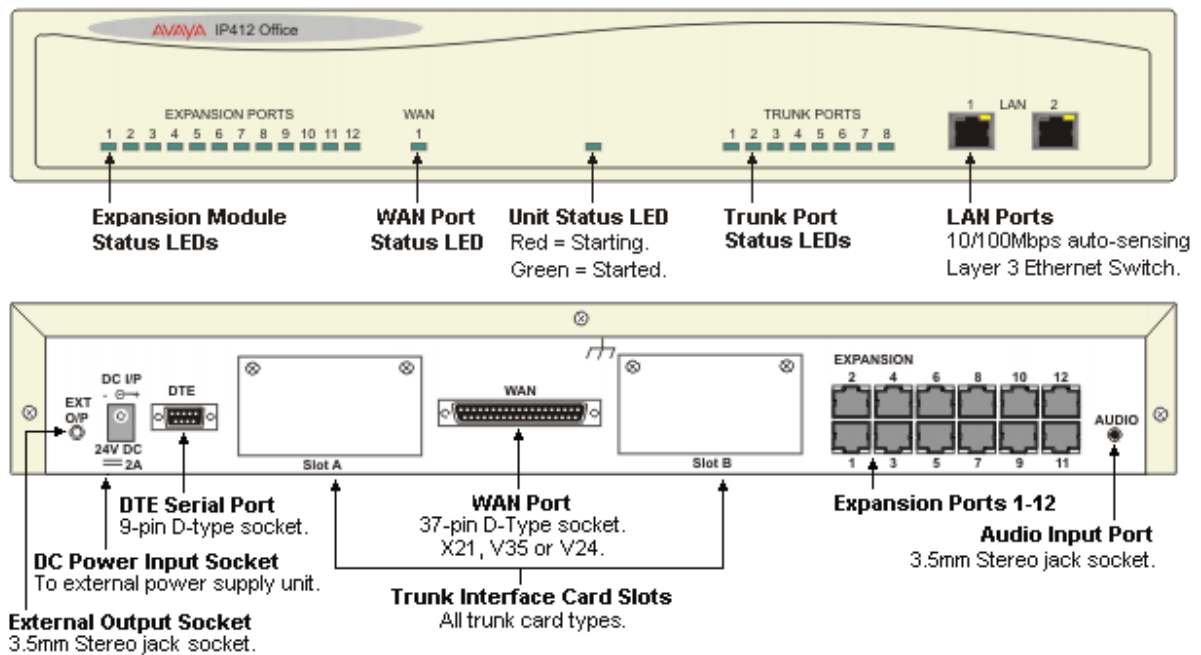 AVAYA IP412 Office
EXPANSION PORTS
1 2 3 4 5 6 7 8 9 10 11 12
WAN
1
TRUNK PORTS
1 2 3 4 5 6 7 8
1 LAN 2
Expansion Module
Status LEDs
WAN Port
Status LED
Unit Status LED
Red = Starting.
Green = Started.
Trunk Port
Status LEDs
LAN Ports
10/100Mbps auto-sensing
Layer 3 Ethernet Switch.
EXT
O/P
DC I/P
- +
24V DC
2A
DTE
Slot A
WAN
Slot B
EXPANSION
2 4 6 8 10 12
1 3 5 7 9 11
AUDIO
DTE Serial Port
9-pin D-type socket.
WAN Port
37-pin D-Type socket.
X21, V35 or V24.
Expansion Ports 1-12
Audio Input Port
3.5mm Stereo jack socket.
DC Power Input Socket
To external power supply unit.
Trunk Interface Card Slots
All trunk card types.
External Output Socket
3.5mm Stereo jack socket.